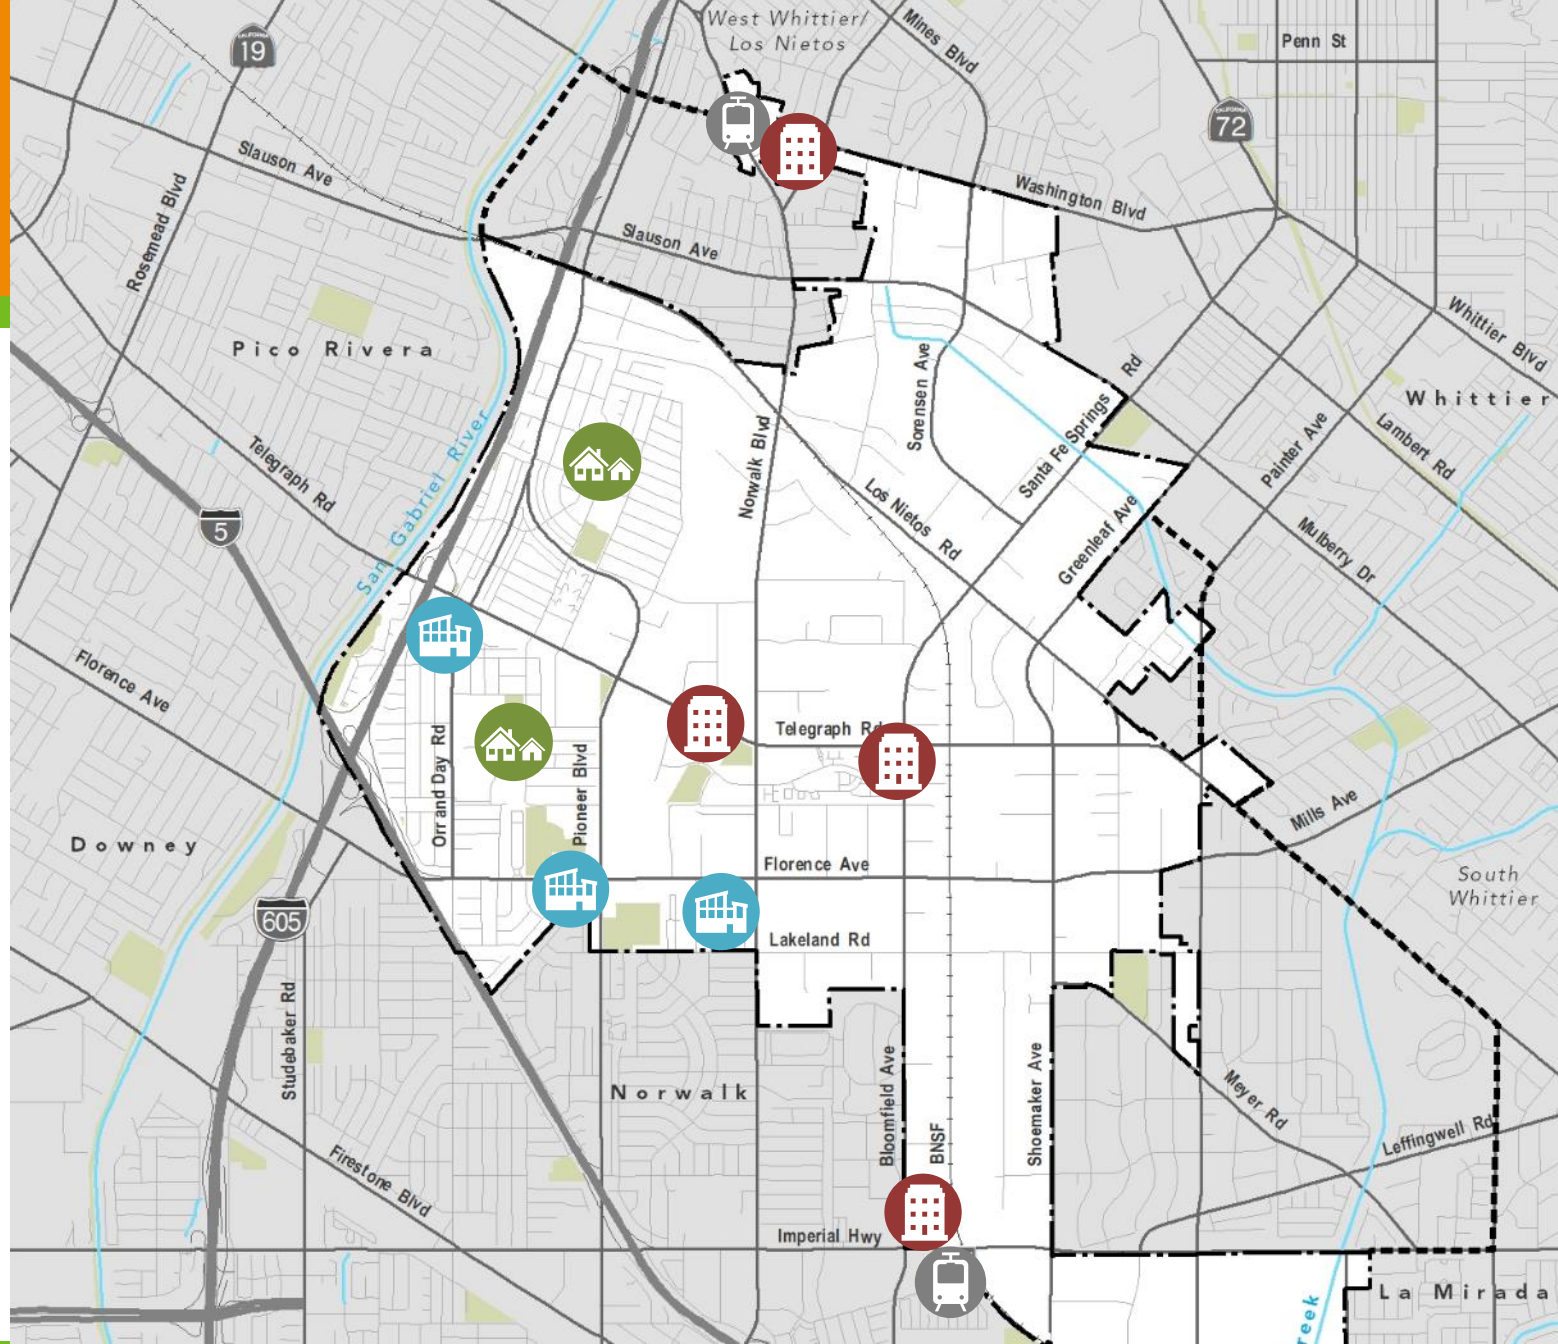 West Whittier/
Los Nietos
Mines Blvd
Penn St
CALIFORNIA
19
CALIFORNIA
72
Slauson Ave
Rosemead Blvd
Slauson Ave
Washington Blvd
Pico Rivera
Whittier Blvd
Whittier
Sorensen Ave
Santa Fe Springs Rd
Norwalk Blvd
Painter Ave
Lambert Rd
Telegraph Rd
San Gabriel River
Los Nietos Rd
5
Greenleaf Ave
Mulberry Dr
Florence Ave
Telegraph Rd
Orr and Day Rd
Pioneer Blvd
Mills Ave
Downey
Florence Ave
South
Whittier
605
Lakeland Rd
Studebaker Rd
Norwalk
Bloomfield Ave
BNSF
Shoemaker Ave
Meyer Rd
Leffingwell Rd
Firestone Blvd
Imperial Hwy
La Mirada
reek